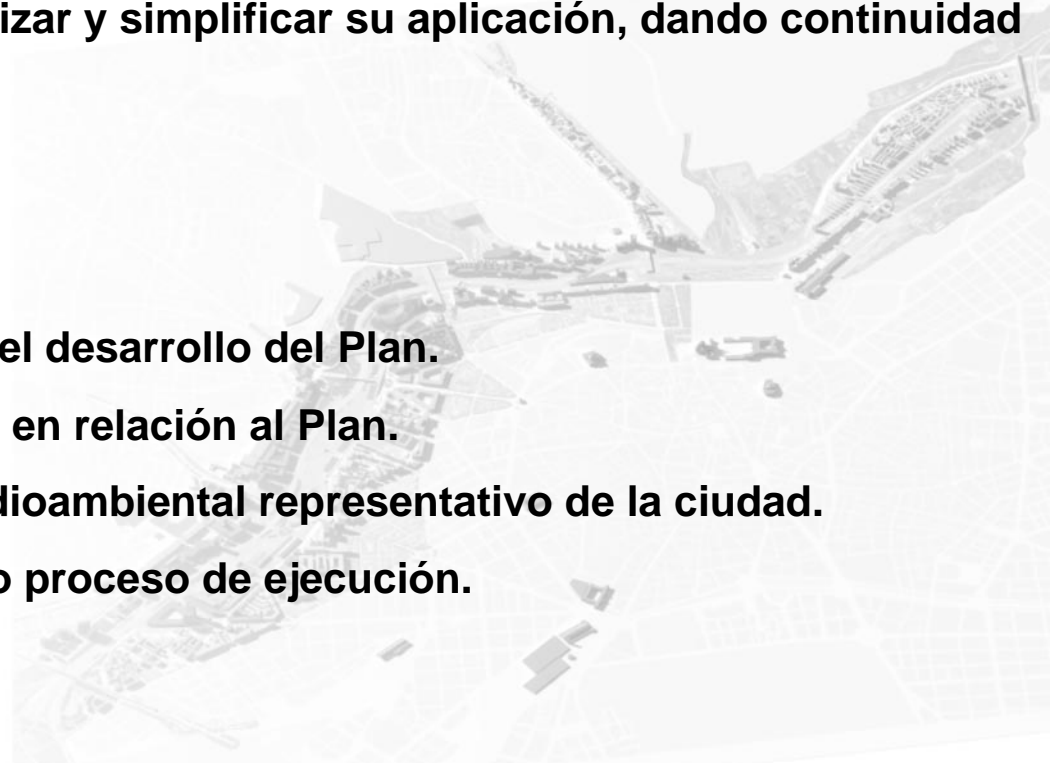 izar y simplificar su aplicación, dando continuidad
el desarrollo del Plan.
en relación al Plan.
dioambiental representativo de la ciudad.
o proceso de ejecución.